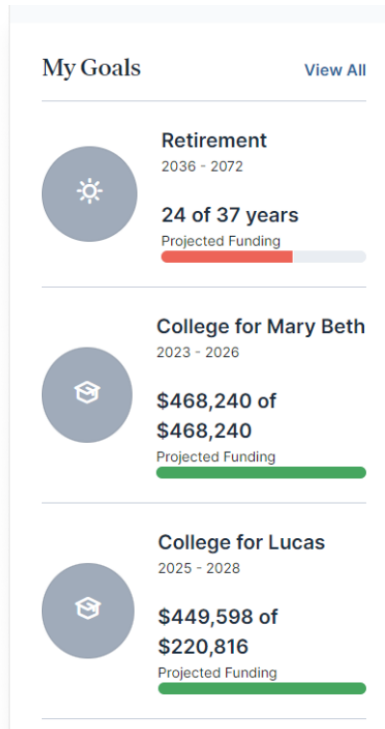 My Goals
View All
Retirement
2036 - 2072
24 of 37 years
Projected Funding
College for Mary Beth
2023 - 2026
$468,240 of
$468,240
Projected Funding
College for Lucas
2025 - 2028
$449,598 of
$220,816
Projected Funding